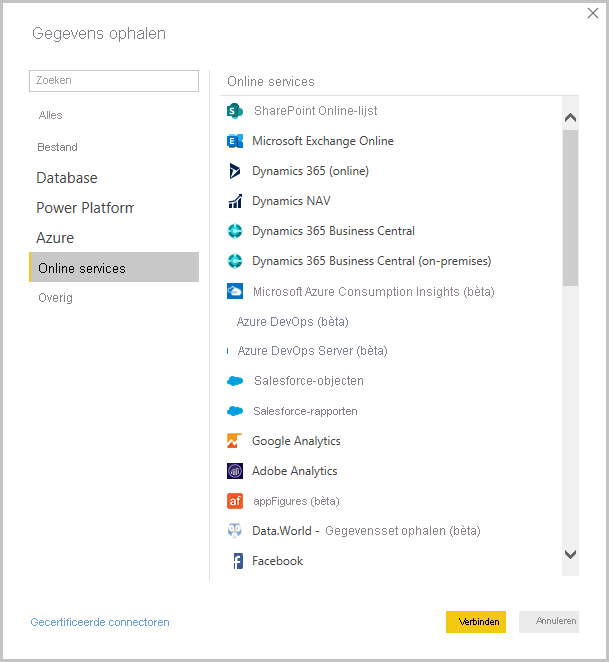 Gegevens ophalen
Zoeken
Alles
Bestand
Database
Power Platform
Azure
Online services
Overig
Online services
SharePoint Online-lijst
Microsoft Exchange Online
Dynamics 365 (online)
Dynamics NAV
Dynamics 365 Business Central
Dynamics 365 Business Central (on-premises)
Microsoft Azure Consumption Insights (bèta)
Azure DevOps (bèta)
Azure DevOps Server (bèta)
Salesforce-objecten
Salesforce-rapporten
Google Analytics
Adobe Analytics
af appFigures (bèta)
Data.World - Gegevensset ophalen (bèta)
Facebook
Gecertificeerde connectoren
Verbinden
Annuleren